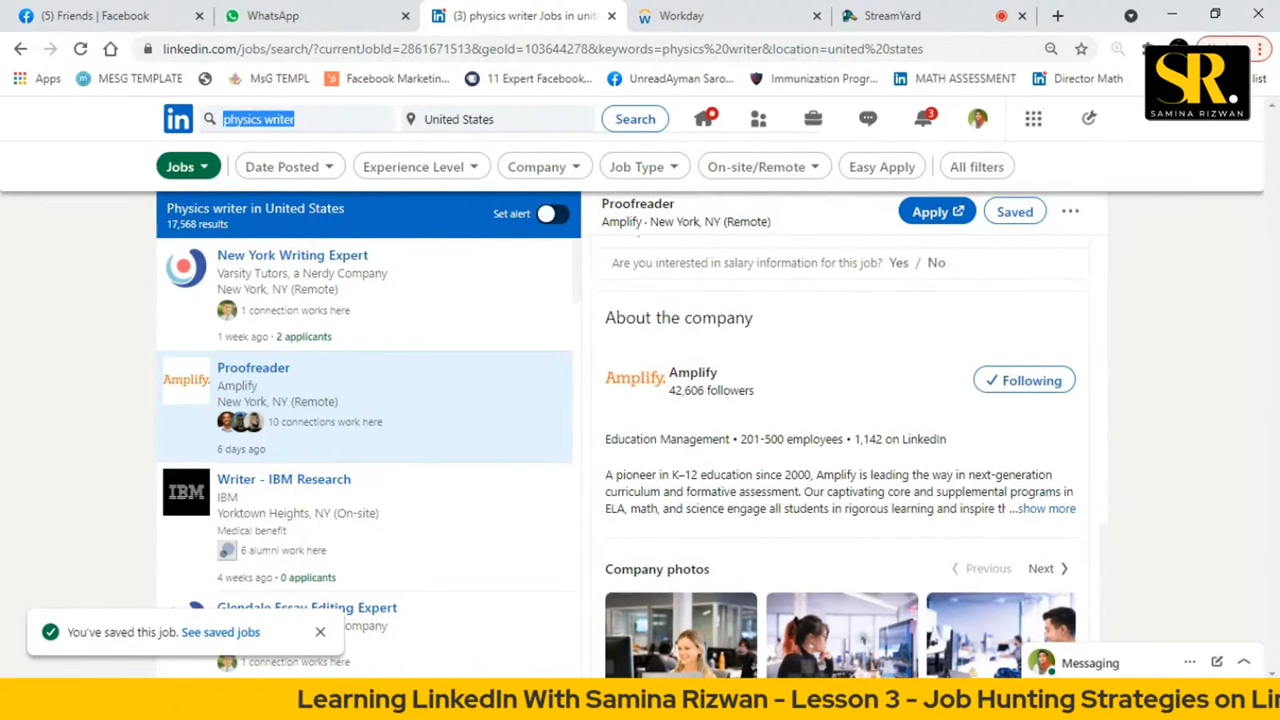 (5) Friends | Facebook
WhatsApp
(3) physics writer Jobs in unit
Workday
StreamYard
linkedin.com/jobs/search/?currentJobId=2861671513&geoId=103644278&keywords=physics%20writer&location=united%20states
Apps
MESG TEMPLATE
MsG TEMPL
Facebook Marketin...
11 Expert Facebook...
UnreadAyman Saro...
Immunization Progr...
MATH ASSESSMENT
Director Math
list
SR.
SAMINA RIZWAN
in
physics writer
United States
Search
3
Jobs
Date Posted
Experience Level
Company
Job Type
On-site/Remote
Easy Apply
All filters
Physics writer in United States
17,568 results
Set alert
New York Writing Expert
Varsity Tutors, a Nerdy Company
New York, NY (Remote)
1 connection works here
1 week ago · 2 applicants
Amplify.
Proofreader
Amplify
New York, NY (Remote)
10 connections work here
6 days ago
IBM
Writer - IBM Research
IBM
Yorktown Heights, NY (On-site)
Medical benefit
6 alumni work here
4 weeks ago · 0 applicants
Glendale Essay Editing Expert
ompany
1 connection works here
You've saved this job. See saved jobs
Proofreader
Amplify · New York, NY (Remote)
Apply
Saved
Are you interested in salary information for this job? Yes / No
About the company
Amplify.
Amplify
42,606 followers
Following
Education Management • 201-500 employees • 1,142 on LinkedIn
A pioneer in K–12 education since 2000, Amplify is leading the way in next-generation
curriculum and formative assessment. Our captivating core and supplemental programs in
ELA, math, and science engage all students in rigorous learning and inspire th ...show more
Company photos
Previous
Next
Messaging
Learning LinkedIn With Samina Rizwan - Lesson 3 - Job Hunting Strategies on Li